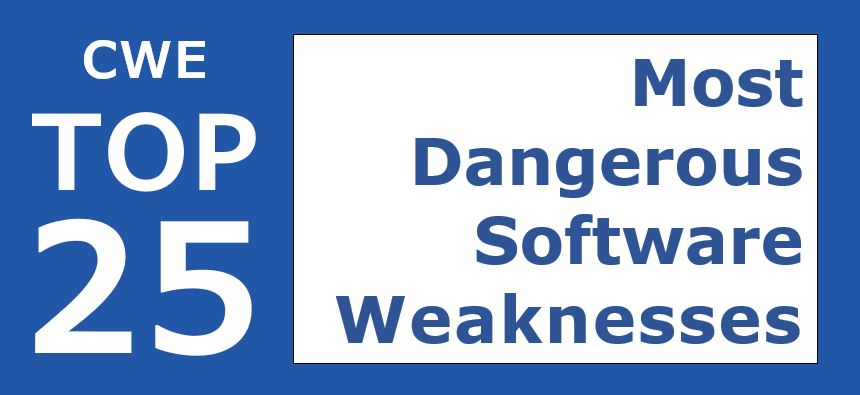 CWE
TOP
25
Most
Dangerous
Software
Weaknesses